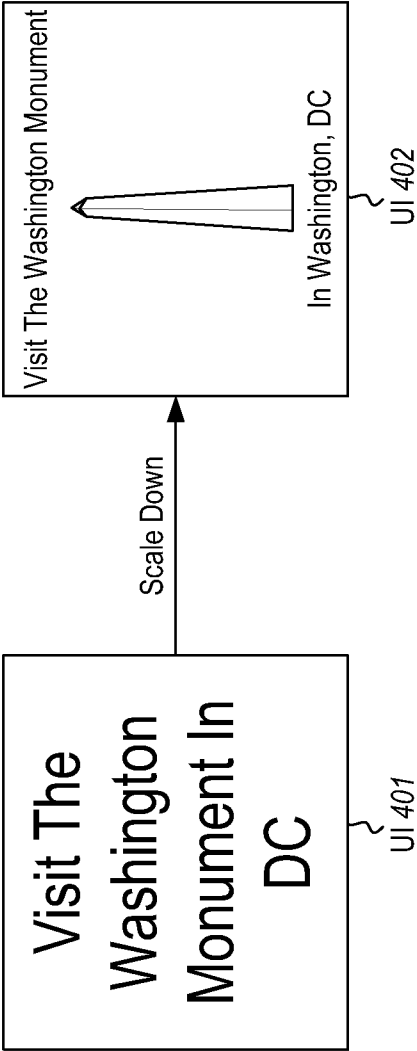 Visit The
Washington
Monument In
DC
UI 401
Scale Down
Visit The Washington Monument
In Washington, DC
UI 402